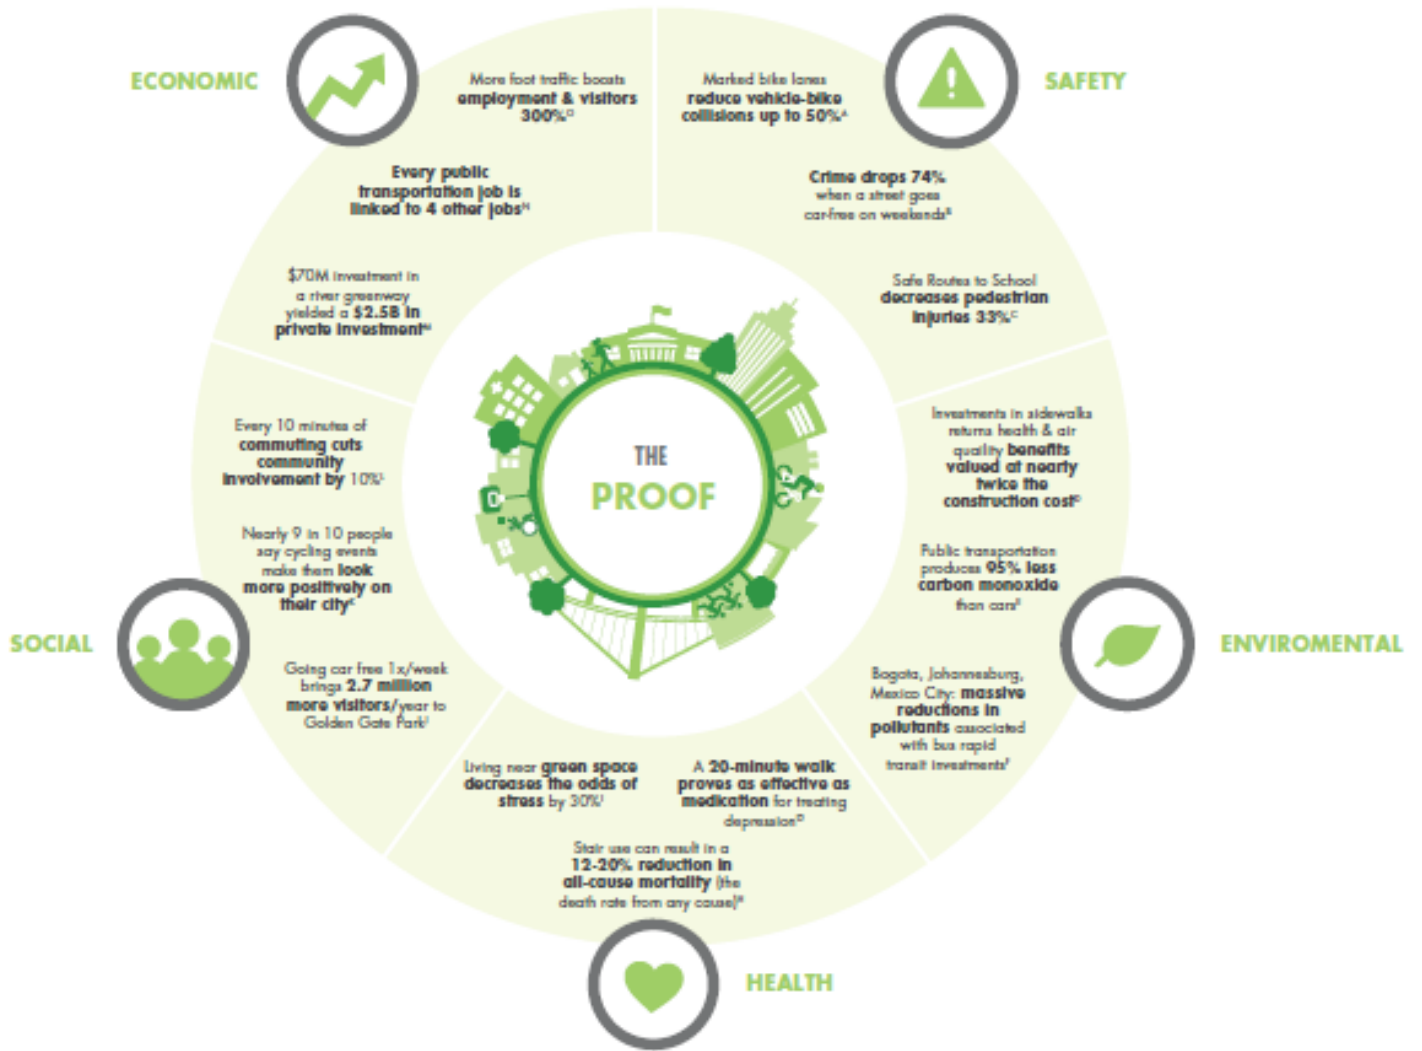 ECONOMIC
More foot traffic boosts
employment & visitors
300%
Every public
transportation job is
linked to 4 other jobs
$70M investment in
a river greenway
yielded a $2.5B in
private investment
SAFETY
Marked bike lanes
reduce vehicle-bike
collisions up to 50%
Crime drops 74%
when a street goes
car-free on weekends
Safe Routes to School
decreases pedestrian
injuries 33%
Investments in sidewalks
returns health & air
quality benefits
valued at nearly
twice the
construction cost
Public transportation
produces 95% less
carbon monoxide
than cars
Bogota, Johannesburg,
Mexico City: massive
reductions in
pollutants associated
with bus rapid
transit investments
ENVIROMENTAL
A 20-minute walk
proves as effective as
medication for treating
depression
Living near green space
decreases the odds of
stress by 30%
Stair use can result in a
12-20% reduction in
all-cause mortality (the
death rate from any cause)
HEALTH
Every 10 minutes of
commuting cuts
community
involvement by 10%
Nearly 9 in 10 people
say cycling events
make them look
more positively on
their city
Going car free 1x/week
brings 2.7 million
more visitors/year to
Golden Gate Park
SOCIAL
THE
PROOF